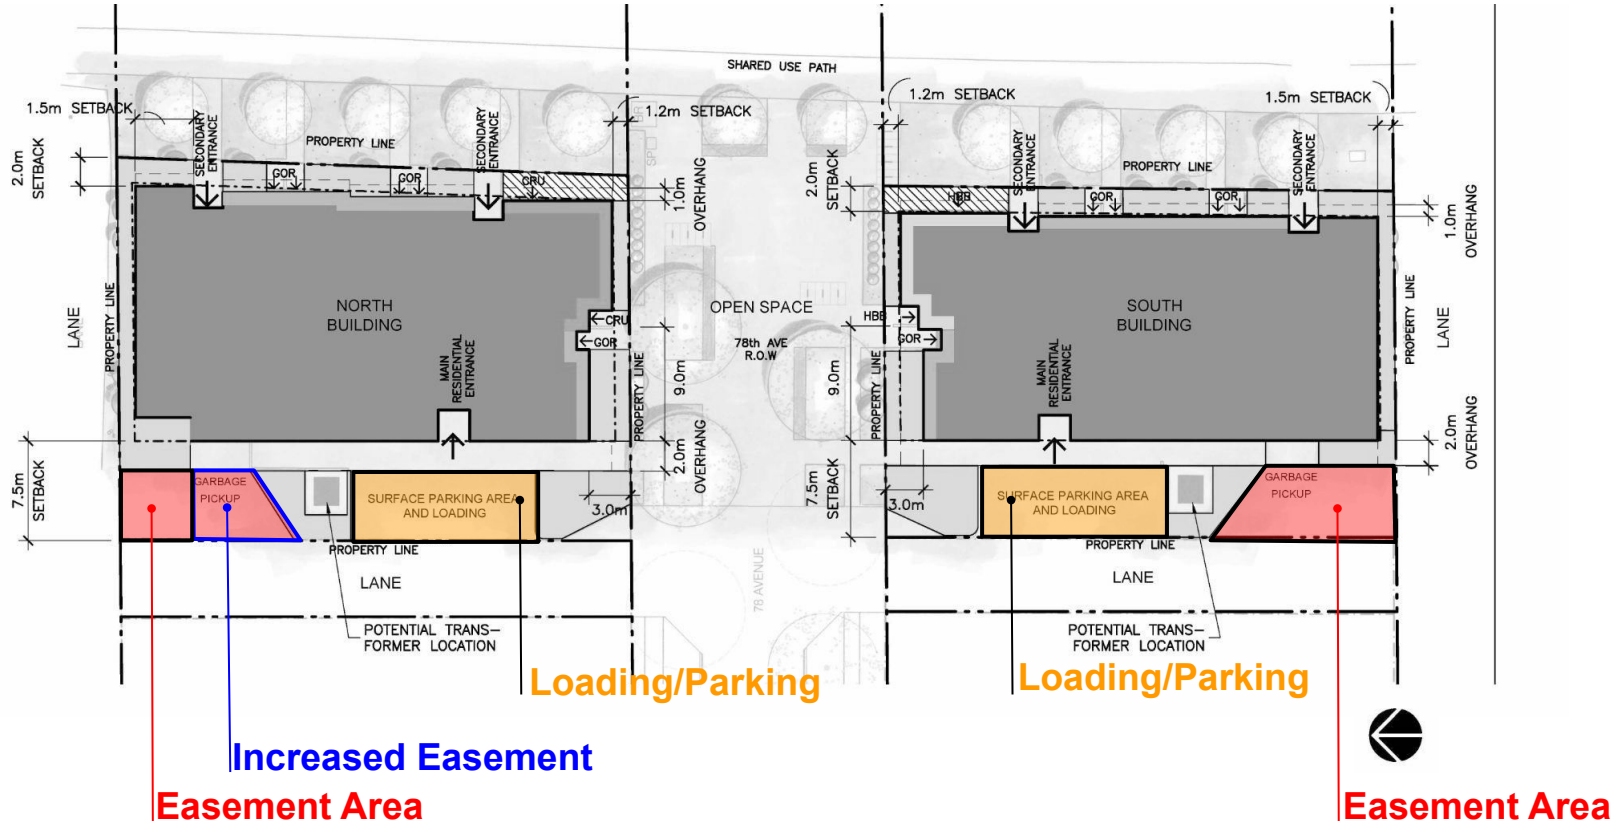 SHARED USE PATH
1.5m SETBACK
1.2m SETBACK
1.2m SETBACK
1.5m SETBACK
SECONDARY
ENTRANCE
PROPERTY LINE
SECONDARY
ENTRANCE
SECONDARY
ENTRANCE
PROPERTY LINE
SECONDARY
ENTRANCE
2.0m
SETBACK
GOR
GOR
CRU
1.0m
OVERHANG
2.0m
SETBACK
HBB
GOR
GOR
1.0m
OVERHANG
LANE
PROPERTY LINE
NORTH
BUILDING
CRU
GOR
OPEN SPACE
78th AVE
R.O.W
HBB
GOR
SOUTH
BUILDING
PROPERTY LINE
LANE
MAIN
RESIDENTIAL
ENTRANCE
PROPERTY LINE
9.0m
9.0m
PROPERTY LINE
MAIN
RESIDENTIAL
ENTRANCE
2.0m
OVERHANG
2.0m
OVERHANG
7.5m
SETBACK
GARBAGE
PICKUP
SURFACE PARKING AREA
AND LOADING
3.0m
7.5m
SETBACK
3.0m
SURFACE PARKING AREA
AND LOADING
GARBAGE
PICKUP
PROPERTY LINE
PROPERTY LINE
LANE
78 AVENUE
LANE
POTENTIAL TRANS-
FORMER LOCATION
POTENTIAL TRANS-
FORMER LOCATION
Loading/Parking
Loading/Parking
Increased Easement
Easement Area
Easement Area